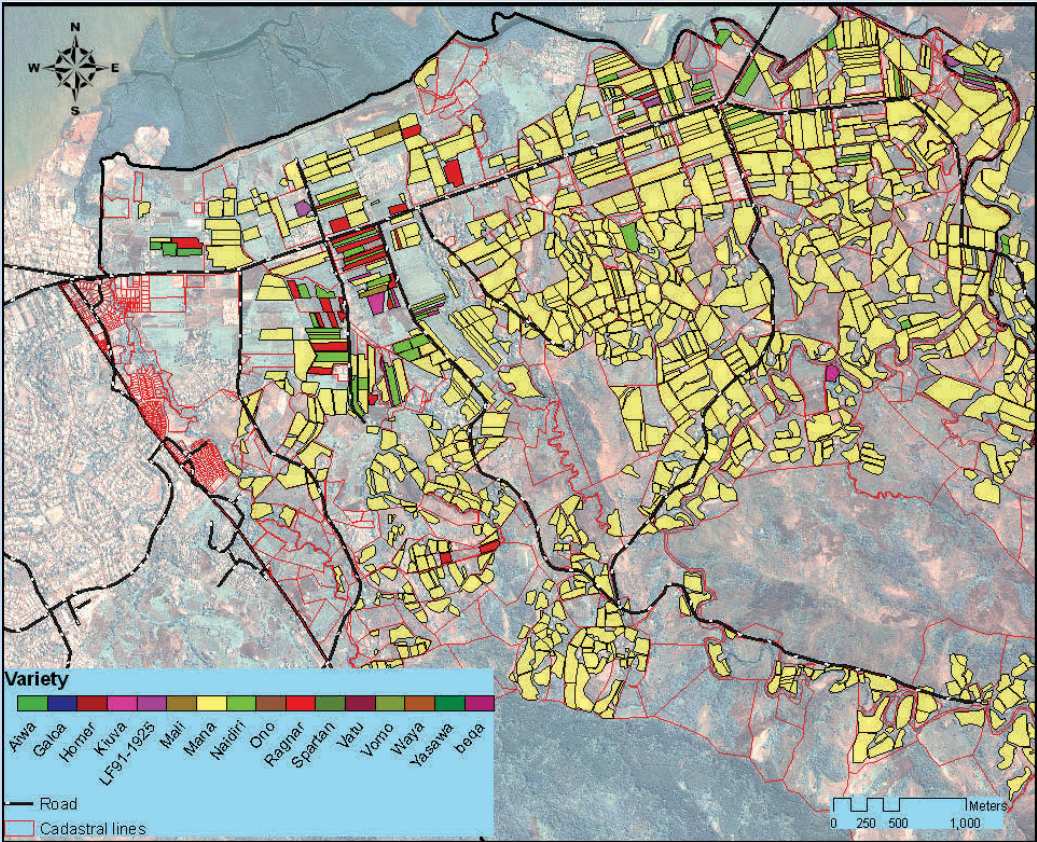 N
W E
S
Variety
Aiwa
Galoa
Homer
Kiuva
LF91-1925
Mali
Mana
Naidiri
Ono
Ragnar
Spartan
Vatu
Vomo
Waya
Yasawa
beqa
Road
Cadastral lines
Meters
0 250 500 1,000